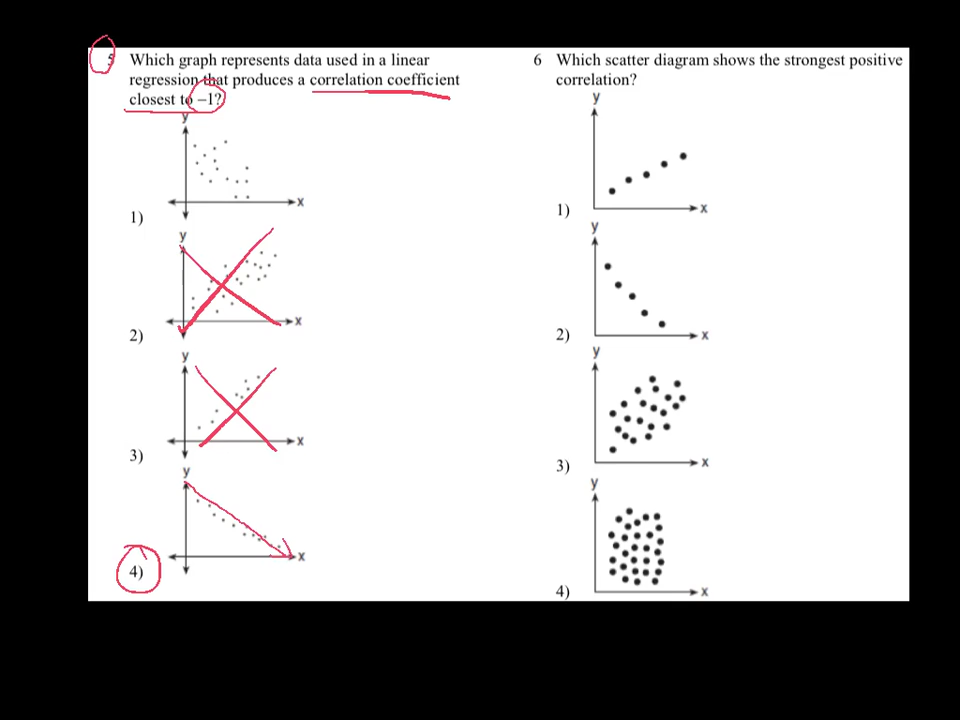 5 Which graph represents data used in a linear
regression that produces a correlation coefficient
closest to –1?
y
x
1)
y
x
2)
y
x
3)
y
x
4)
6 Which scatter diagram shows the strongest positive
correlation?
y
x
1)
y
x
2)
y
x
3)
y
x
4)